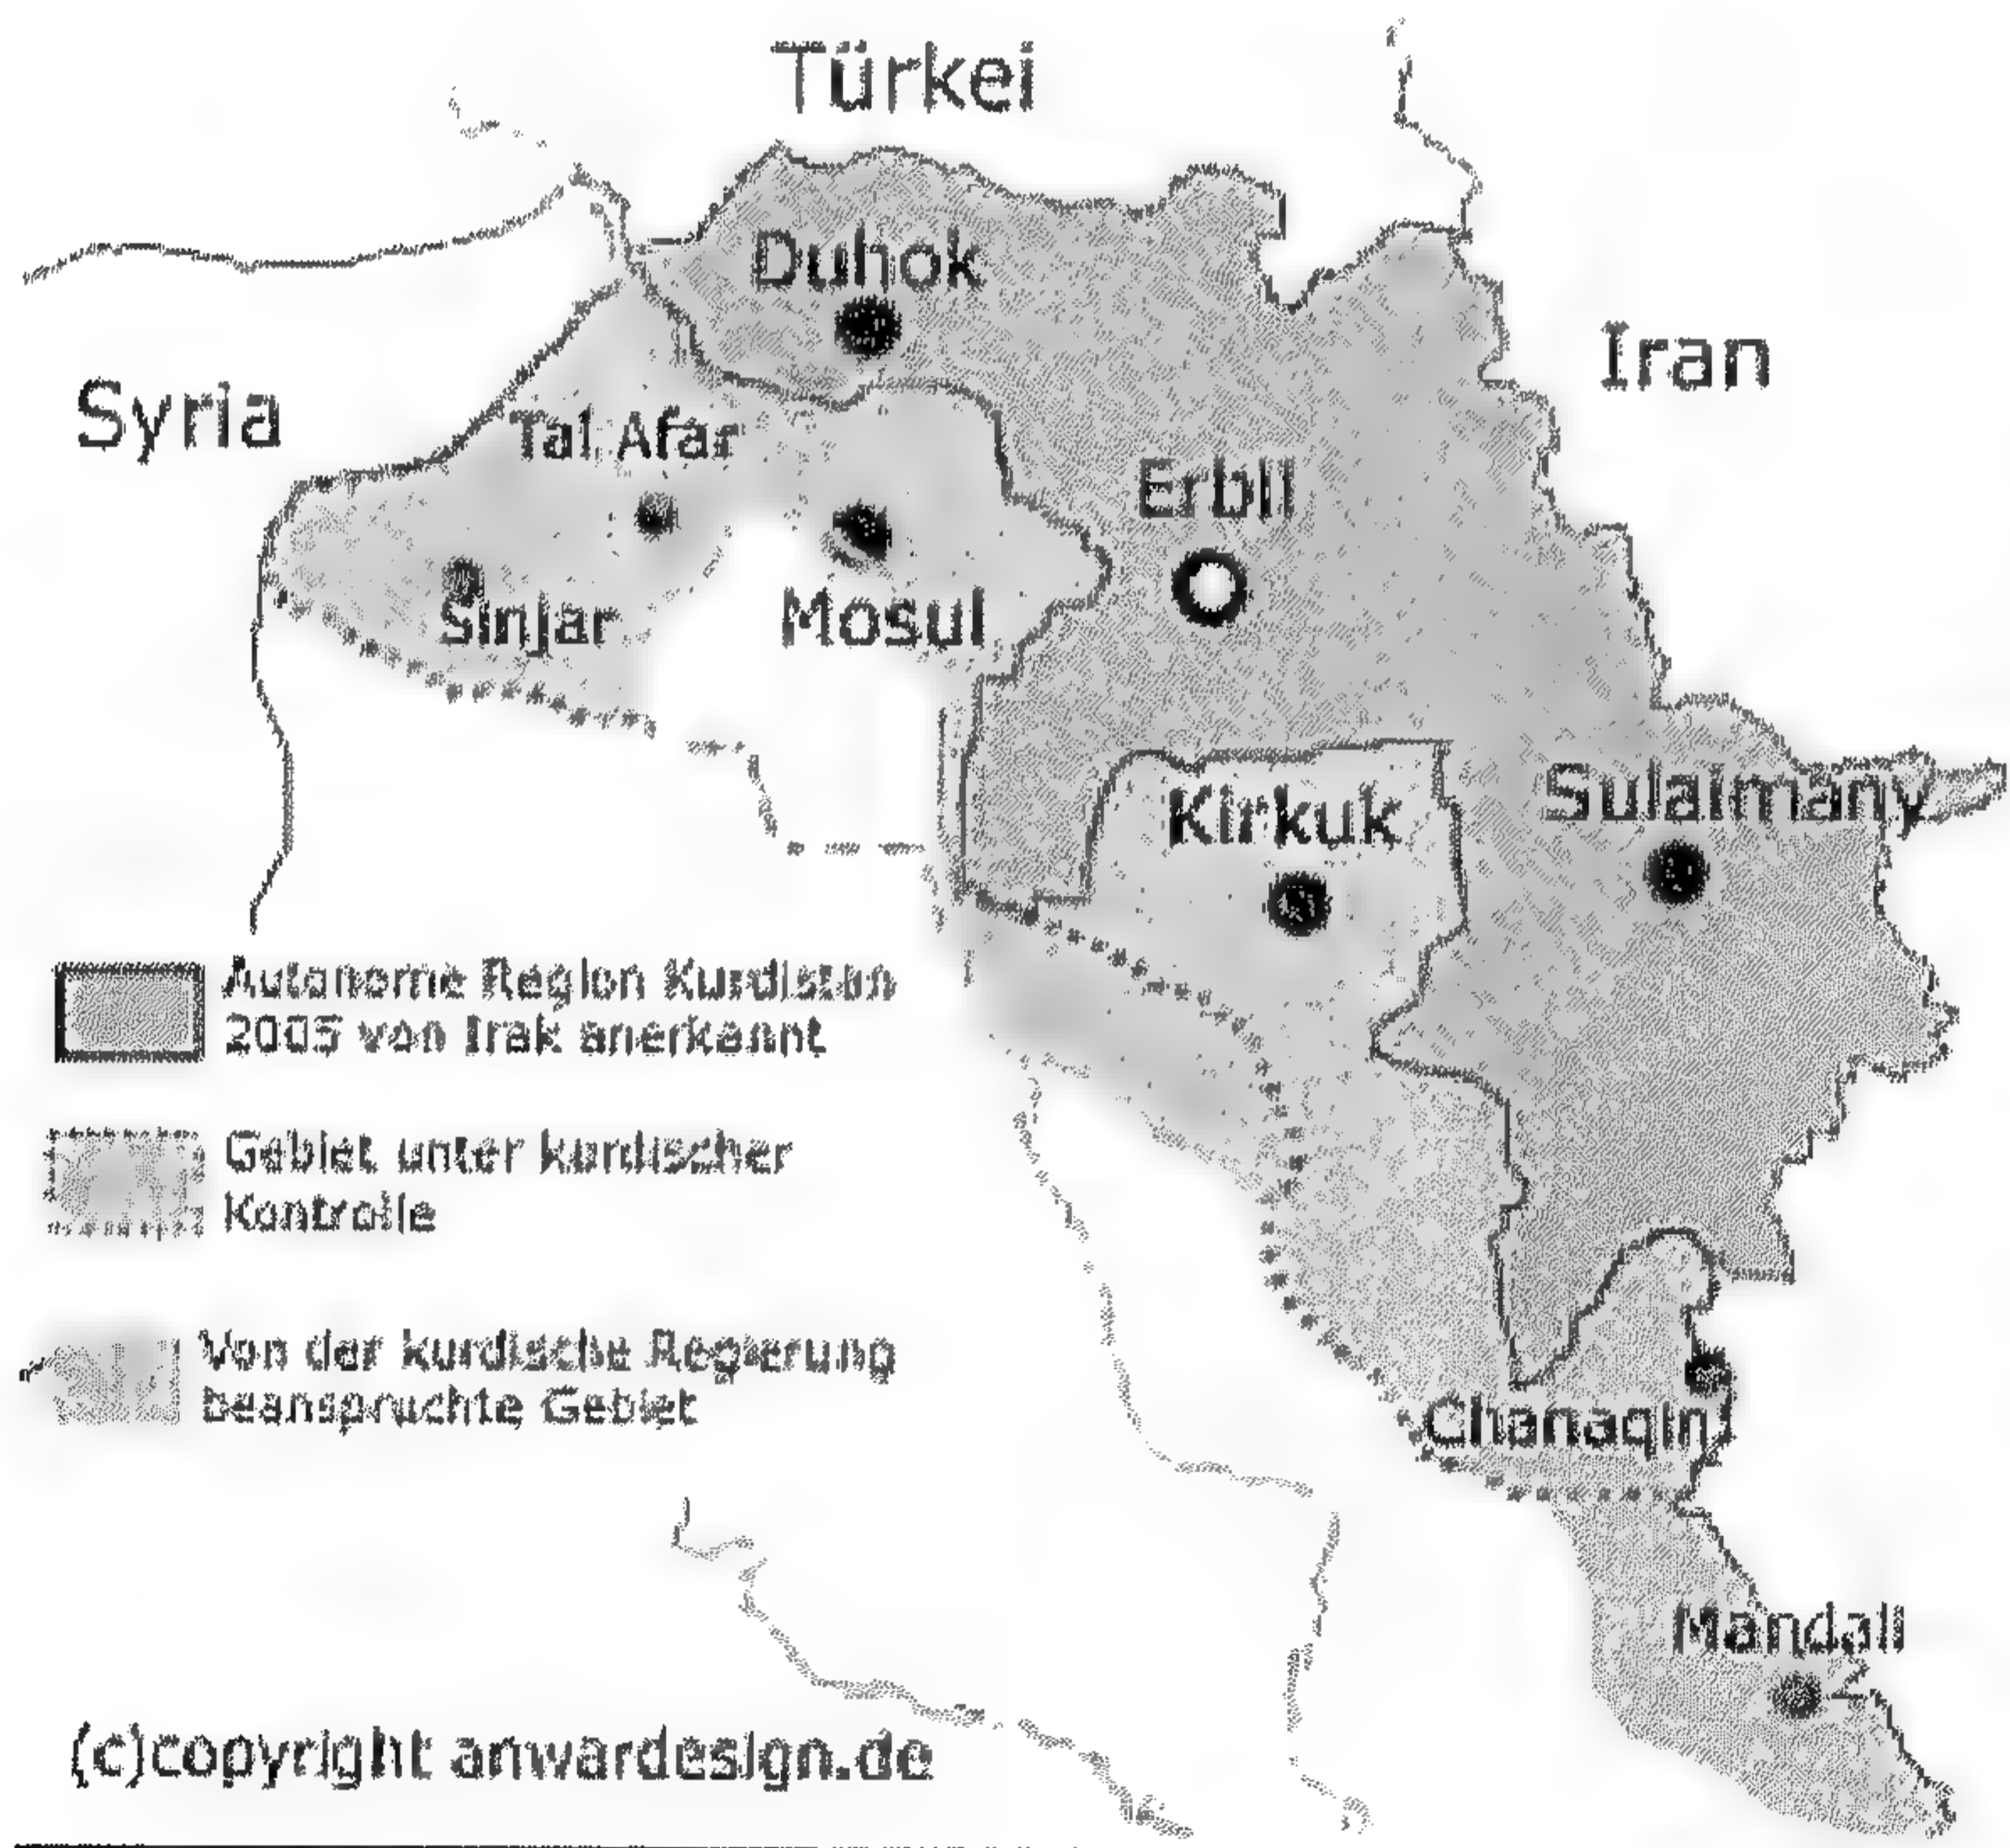 Türkei
Duhok
Iran
Syria
Tal Afar
Erbil
Sinjar
Mosul
Kirkuk
Sulaimany
Autonome Region Kurdistan
2005 von Irak anerkannt
Gebiet unter kurdischer
Kontrolle
Von der kurdische Regierung
beanspruchte Gebiet
Chanaqin
Mandali
(c)copyright anwardesign.de